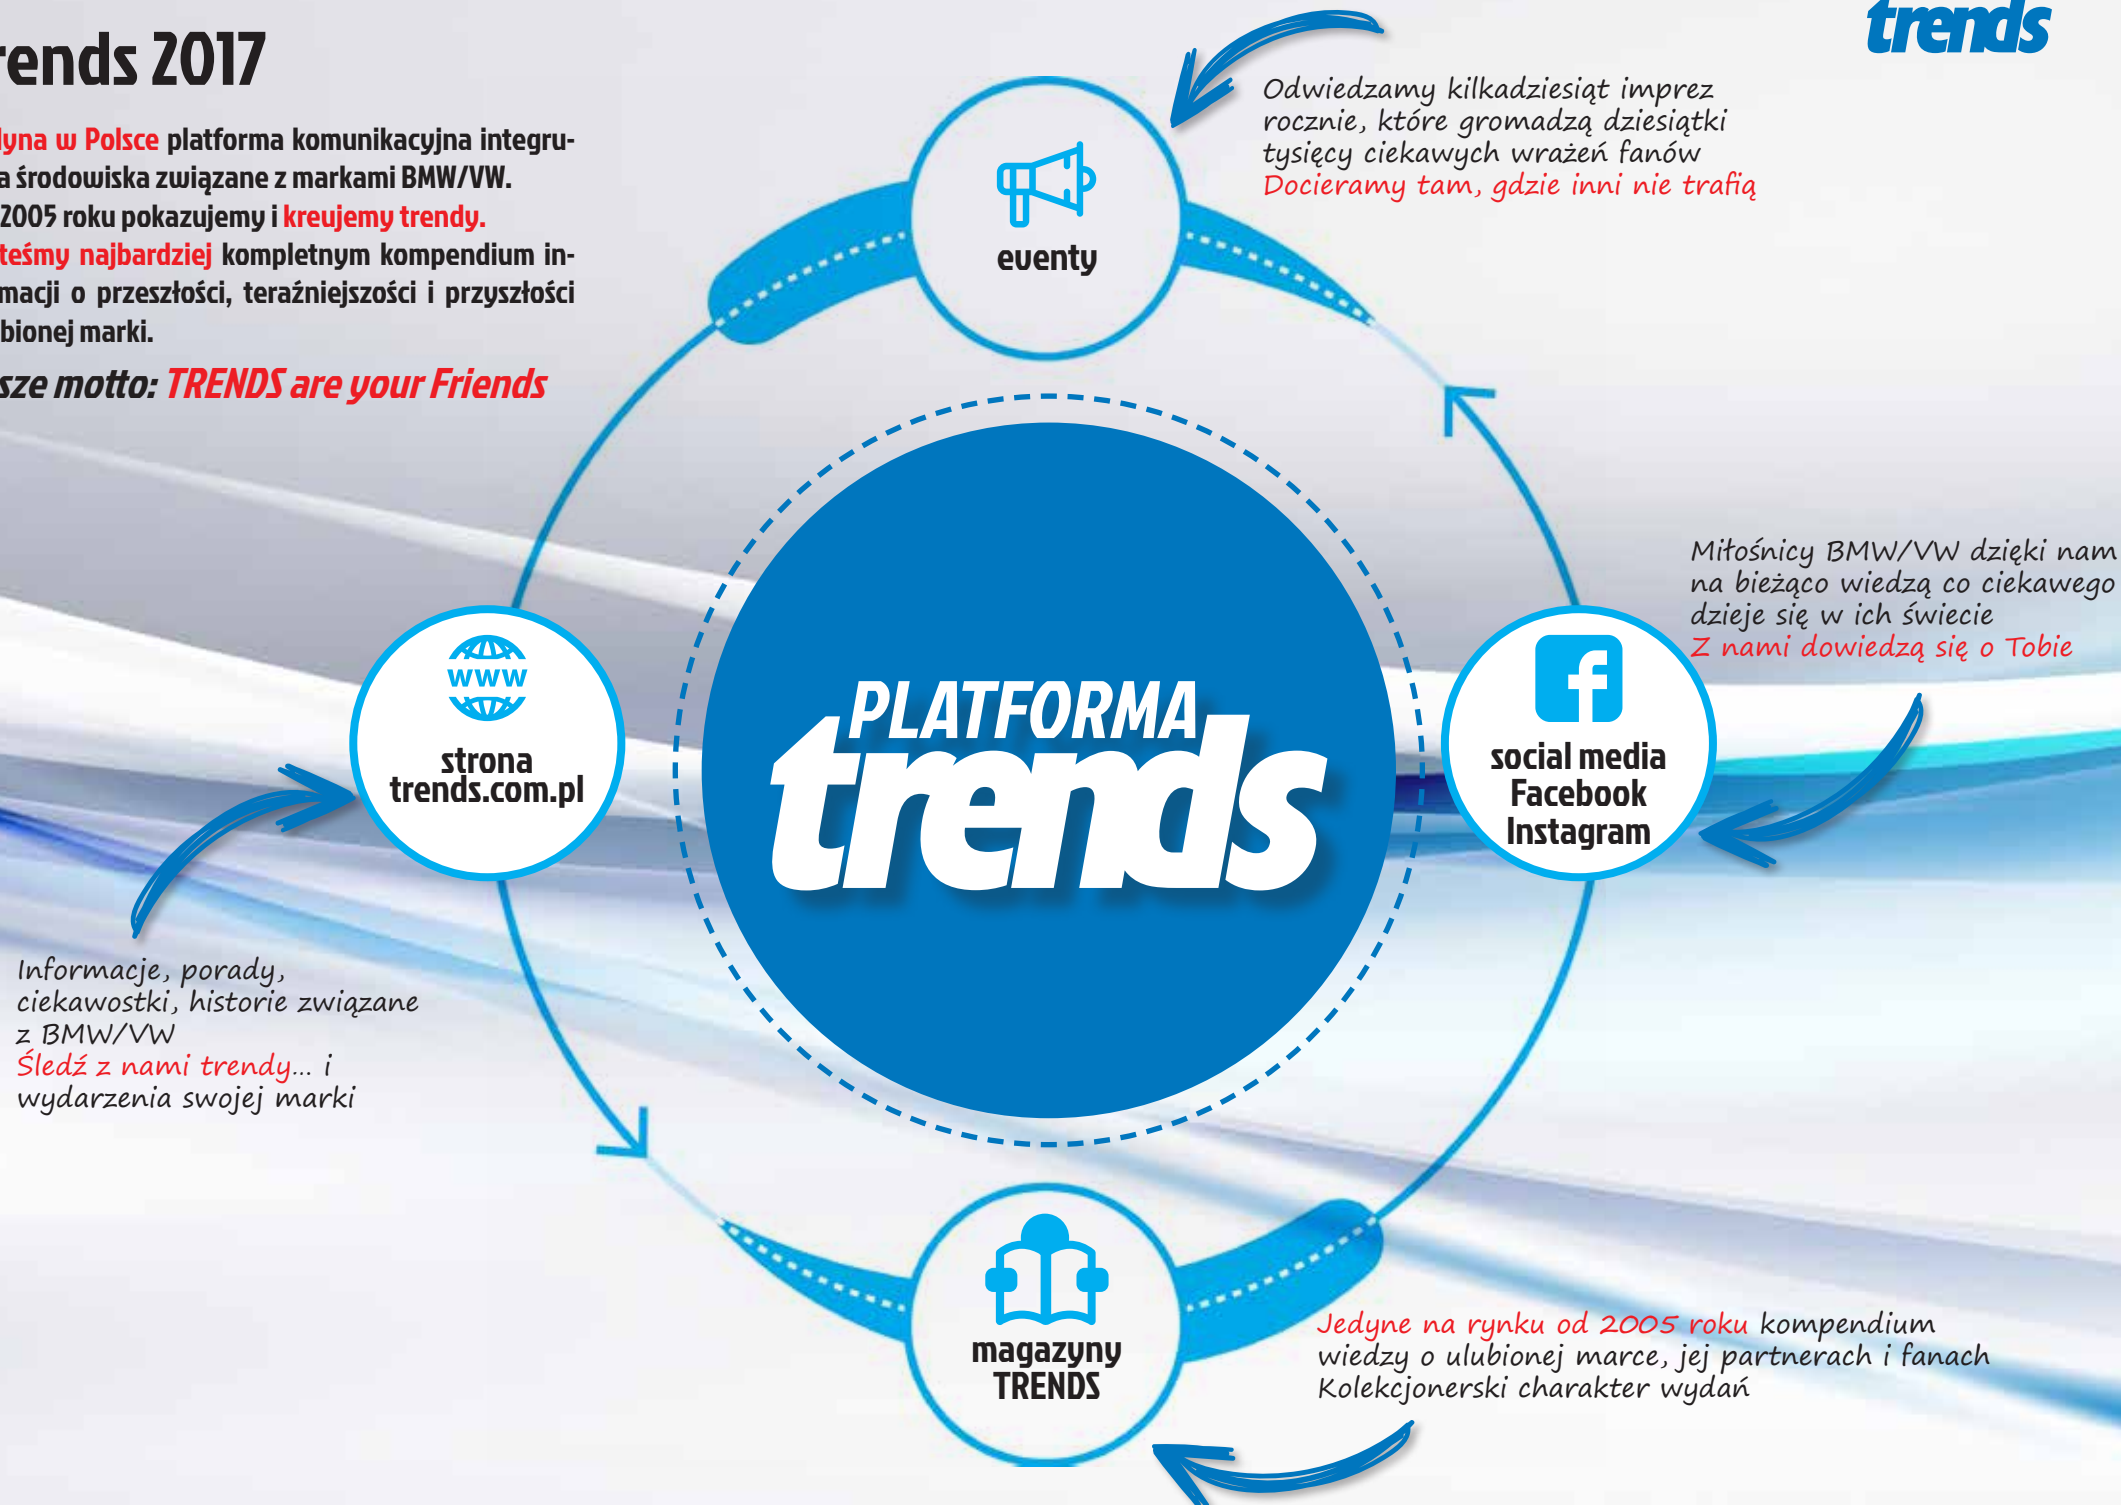 rends 2017
trends
lyna w Polsce platforma komunikacyjna integru-
a środowiska związane z markami BMW/VW.
2005 roku pokazujemy i kreujemy trendy.
teśmy najbardziej kompletnym kompendium in-
macji o przeszłości, teraźniejszości i przyszłości
bionej marki.
sze motto: TRENDS are your Friends
Odwiedzamy kilkadziesiąt imprez
rocznie, które gromadzą dziesiątki
tysięcy ciekawych wrażeń fanów
Docieramy tam, gdzie inni nie trafią
eventy
Miłośnicy BMW/VW dzięki nam
na bieżąco wiedzą co ciekawego
dzieje się w ich świecie
Z nami dowiedzą się o Tobie
www
strona
trends.com.pl
PLATFORMA
trends
social media
Facebook
Instagram
Informacje, porady,
ciekawostki, historie związane
z BMW/VW
Śledź z nami trendy... i
wydarzenia swojej marki
magazyny
TRENDS
Jedyne na rynku od 2005 roku kompendium
wiedzy o ulubionej marce, jej partnerach i fanach
Kolekcjonerski charakter wydań